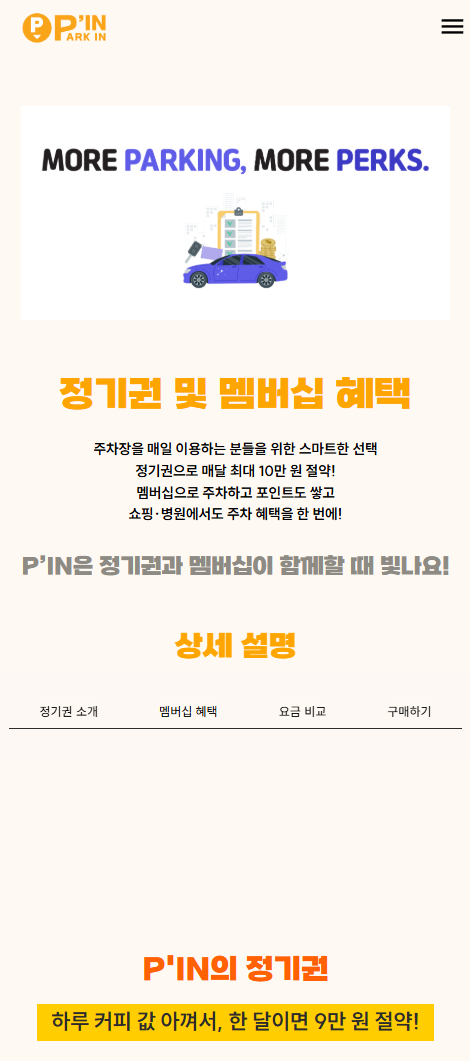 P'IN
ARK IN
MORE PARKING, MORE PERKS.
정기권 및 멤버십 혜택
주차장을 매일 이용하는 분들을 위한 스마트한 선택
정기권으로 매달 최대 10만 원 절약!
멤버십으로 주차하고 포인트도 쌓고
쇼핑·병원에서도 주차 혜택을 한 번에!
P’IN은 정기권과 멤버십이 함께할 때 빛나요!
상세 설명
정기권 소개 멤버십 혜택 요금 비교 구매하기
P'IN의 정기권
하루 커피 값 아껴서, 한 달이면 9만 원 절약!